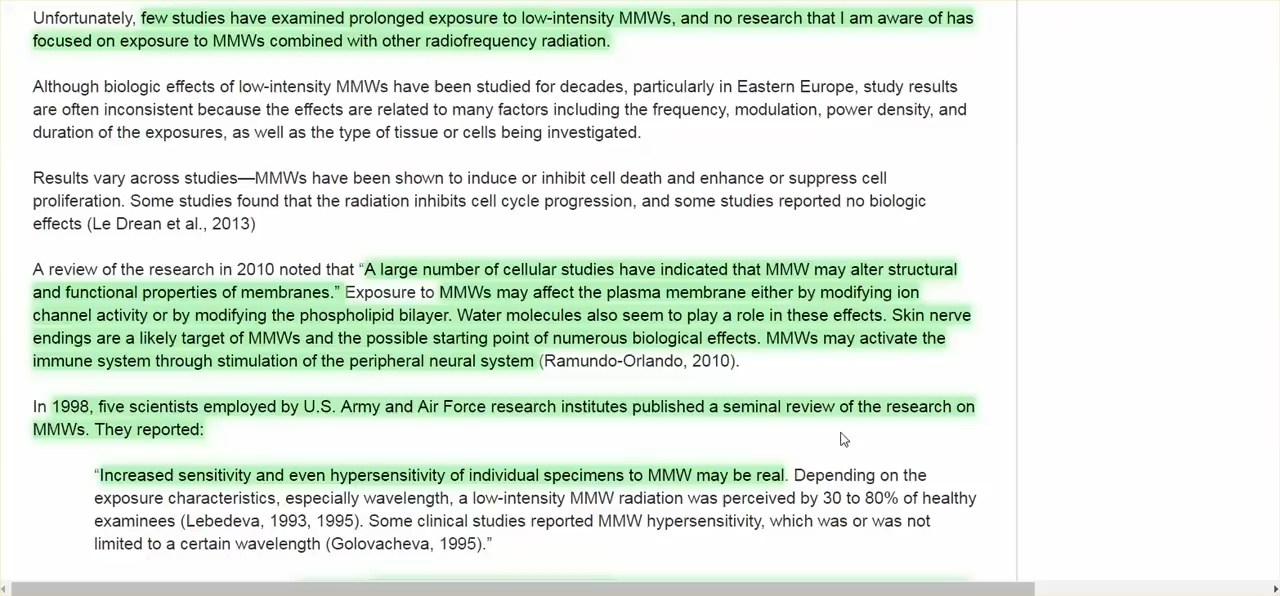 Unfortunately, few studies have examined prolonged exposure to low-intensity MMWs, and no research that I am aware of has
focused on exposure to MMWs combined with other radiofrequency radiation.
Although biologic effects of low-intensity MMWs have been studied for decades, particularly in Eastern Europe, study results
are often inconsistent because the effects are related to many factors including the frequency, modulation, power density, and
duration of the exposures, as well as the type of tissue or cells being investigated.
Results vary across studies—MMWs have been shown to induce or inhibit cell death and enhance or suppress cell
proliferation. Some studies found that the radiation inhibits cell cycle progression, and some studies reported no biologic
effects (Le Drean et al., 2013)
A review of the research in 2010 noted that “A large number of cellular studies have indicated that MMW may alter structural
and functional properties of membranes.” Exposure to MMWs may affect the plasma membrane either by modifying ion
channel activity or by modifying the phospholipid bilayer. Water molecules also seem to play a role in these effects. Skin nerve
endings are a likely target of MMWs and the possible starting point of numerous biological effects. MMWs may activate the
immune system through stimulation of the peripheral neural system (Ramundo-Orlando, 2010).
In 1998, five scientists employed by U.S. Army and Air Force research institutes published a seminal review of the research on
MMWs. They reported:
“Increased sensitivity and even hypersensitivity of individual specimens to MMW may be real. Depending on the
exposure characteristics, especially wavelength, a low-intensity MMW radiation was perceived by 30 to 80% of healthy
examinees (Lebedeva, 1993, 1995). Some clinical studies reported MMW hypersensitivity, which was or was not
limited to a certain wavelength (Golovacheva, 1995).”